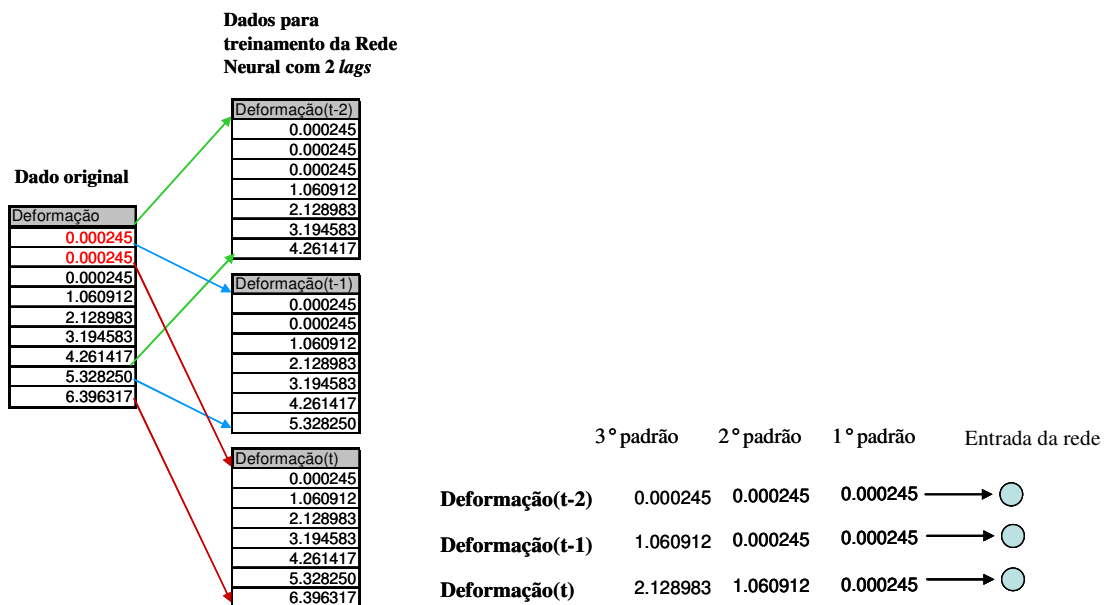 Dados para
treinamento da Rede
Neural com 2 lags
Dado original
Deformação
0.000245
0.000245
0.000245
1.060912
2.128983
3.194583
4.261417
5.328250
6.396317
Deformação(t-2)
0.000245
0.000245
0.000245
1.060912
2.128983
3.194583
4.261417
Deformação(t-1)
0.000245
0.000245
1.060912
2.128983
3.194583
4.261417
5.328250
Deformação(t)
0.000245
1.060912
2.128983
3.194583
4.261417
5.328250
6.396317
3° padrão 2° padrão 1° padrão Entrada da rede
Deformação(t-2) 0.000245 0.000245 0.000245
Deformação(t-1) 1.060912 0.000245 0.000245
Deformação(t) 2.128983 1.060912 0.000245